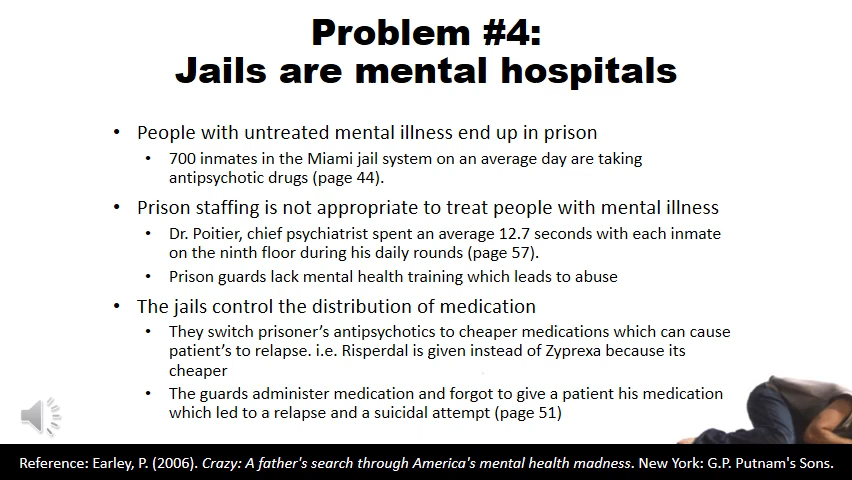 Problem #4:
Jails are mental hospitals
• People with untreated mental illness end up in prison
• 700 inmates in the Miami jail system on an average day are taking
antipsychotic drugs (page 44).
• Prison staffing is not appropriate to treat people with mental illness
• Dr. Poitier, chief psychiatrist spent an average 12.7 seconds with each inmate
on the ninth floor during his daily rounds (page 57).
• Prison guards lack mental health training which leads to abuse
• The jails control the distribution of medication
• They switch prisoner's antipsychotics to cheaper medications which can cause
patient's to relapse. i.e. Risperdal is given instead of Zyprexa because its
cheaper
• The guards administer medication and forgot to give a patient his medication
which led to a relapse and a suicidal attempt (page 51)
Reference: Earley, P. (2006). Crazy: A father's search through America's mental health madness. New York: G.P. Putnam's Sons.